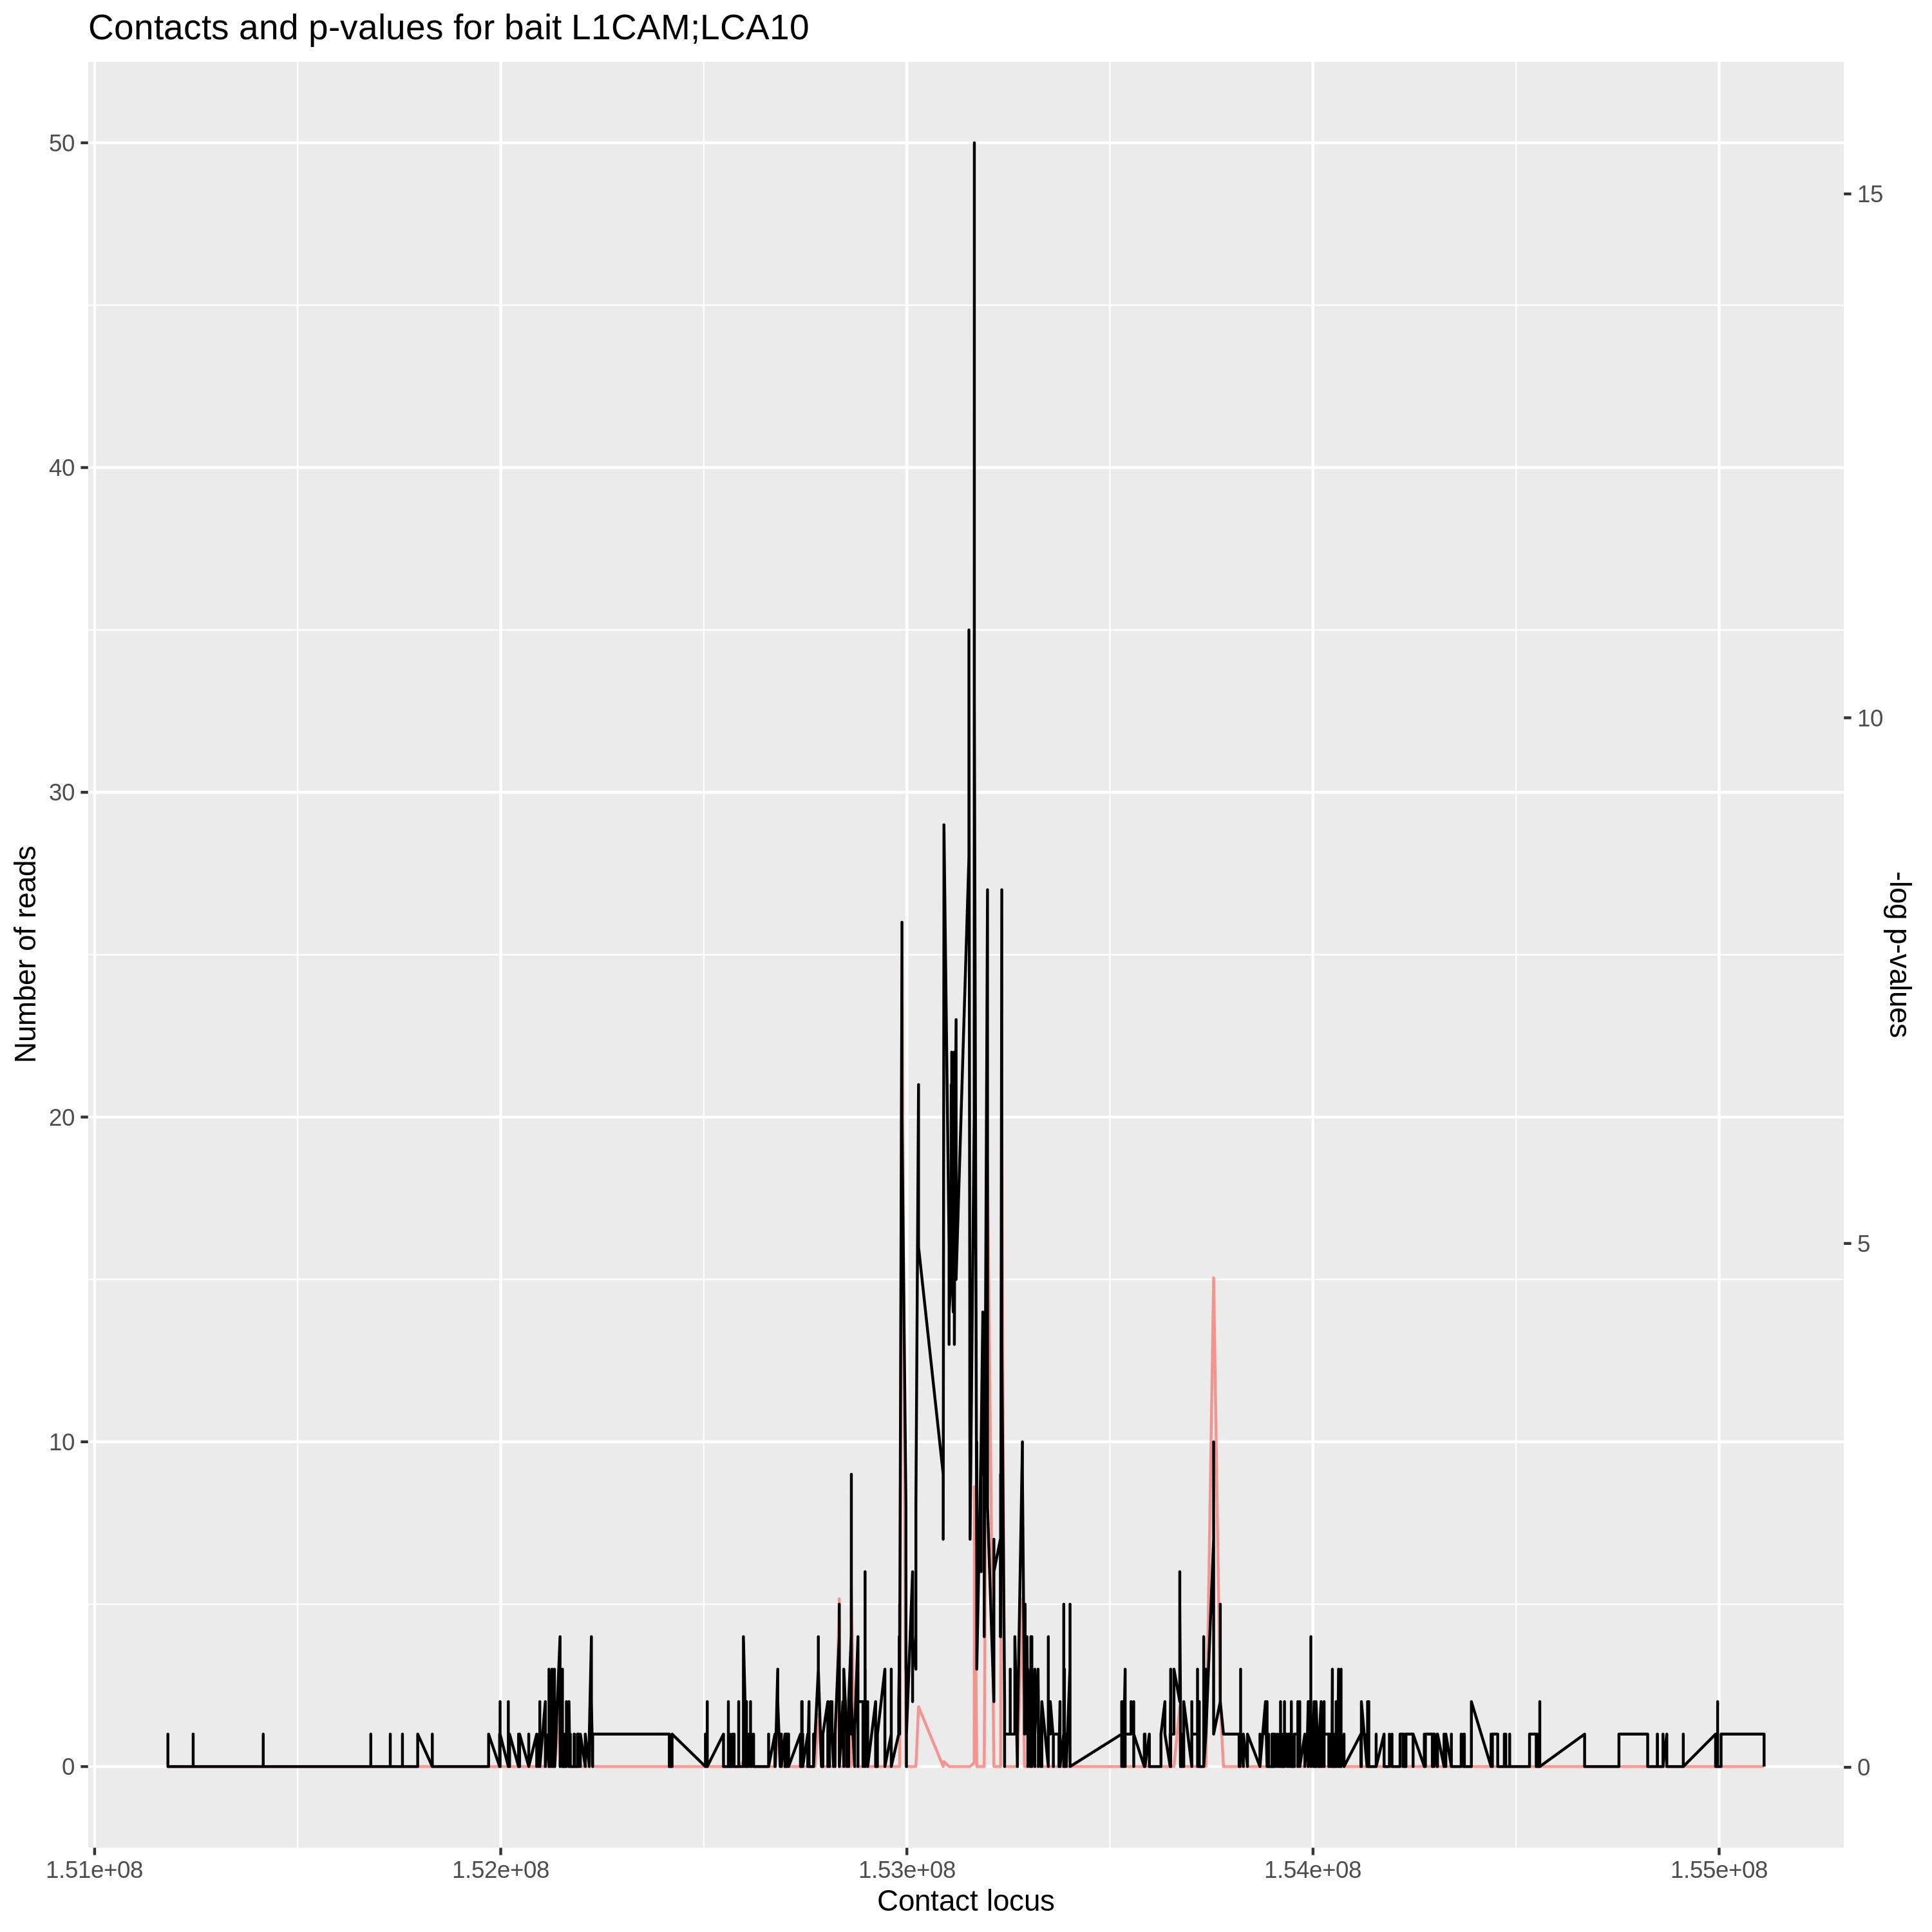 Contacts and p-values for bait L1CAM;LCA10
50
40
30
20
10
0
Number of reads
15
10
5
0
-log p-values
1.51e+08
1.52e+08
1.53e+08
1.54e+08
1.55e+08
Contact locus